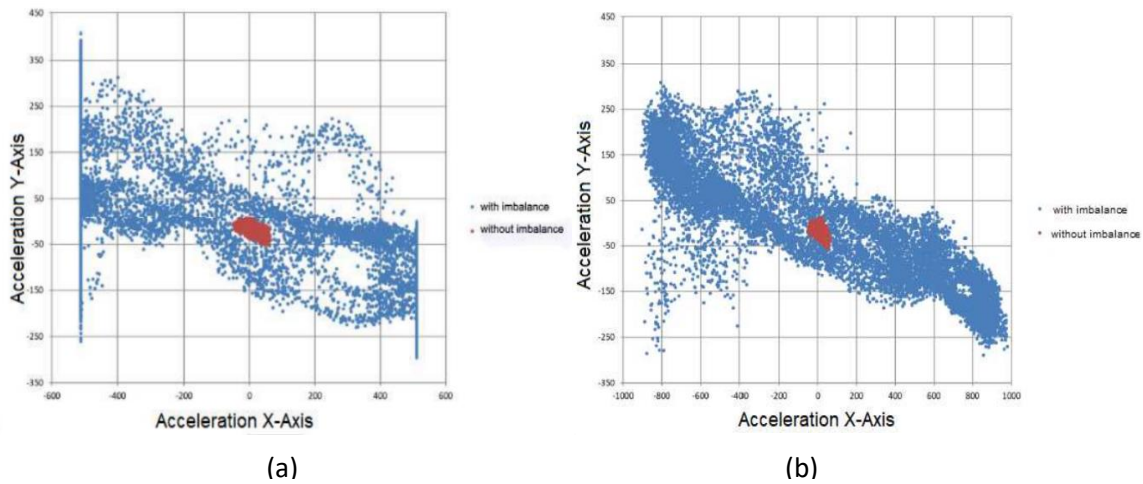 450
350
250
150
50
-50
-150
-250
-350
-600 -400 -200 0 200 400 600
Acceleration Y-Axis
Acceleration X-Axis
with imbalance
without imbalance
(a)
450
350
250
150
50
-50
-150
-250
-350
-1000 -800 -600 -400 -200 0 200 400 600 800 1000
Acceleration Y-Axis
Acceleration X-Axis
with imbalance
without imbalance
(b)